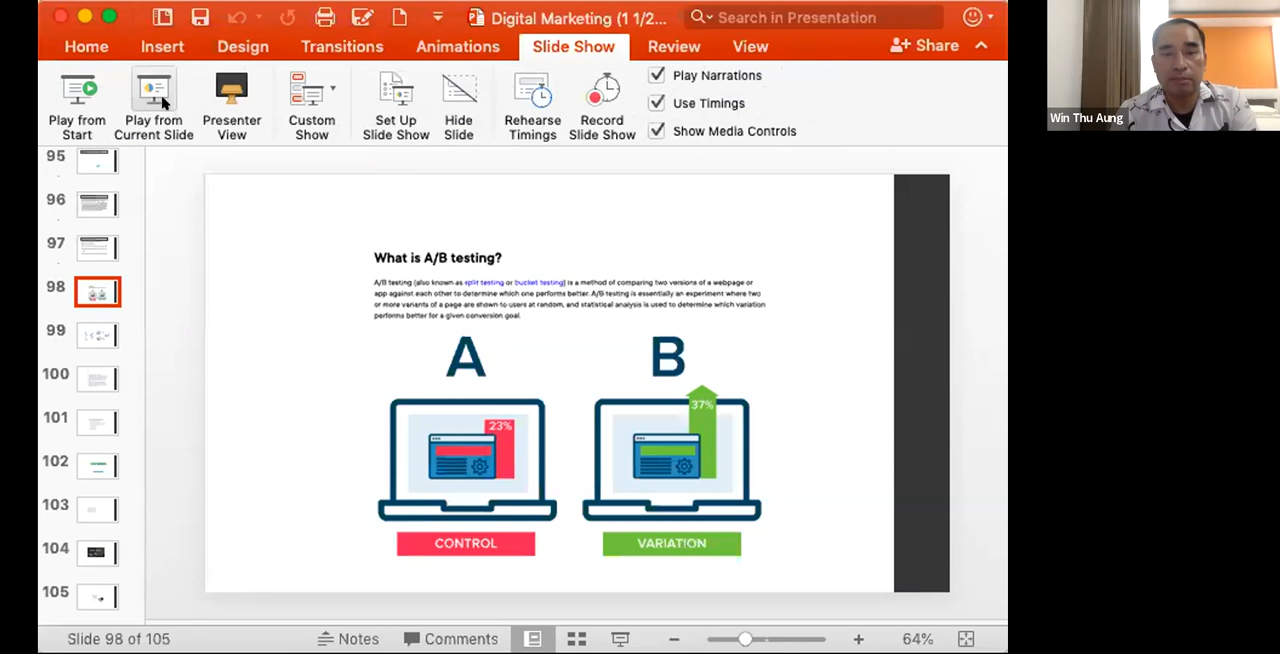 Digital Marketing (1 1/2...
Search in Presentation
Home Insert Design Transitions Animations Slide Show Review View Share
Play from Start
Play from Current Slide
Presenter View
Custom Show
Set Up Slide Show
Hide Slide
Rehearse Timings
Record Slide Show
Play Narrations
Use Timings
Show Media Controls
Win Thu Aung
95
96
97
98
99
100
101
102
103
104
105
What is A/B testing?
A/B testing (also known as split testing or bucket testing) is a method of comparing two versions of a webpage or
app against each other to determine which one performs better. A/B testing is essentially an experiment where two
or more variants of a page are shown to users at random, and statistical analysis is used to determine which variation
performs better for a given conversion goal.
A B
23%
37%
CONTROL
VARIATION
Slide 98 of 105
Notes
Comments
64%